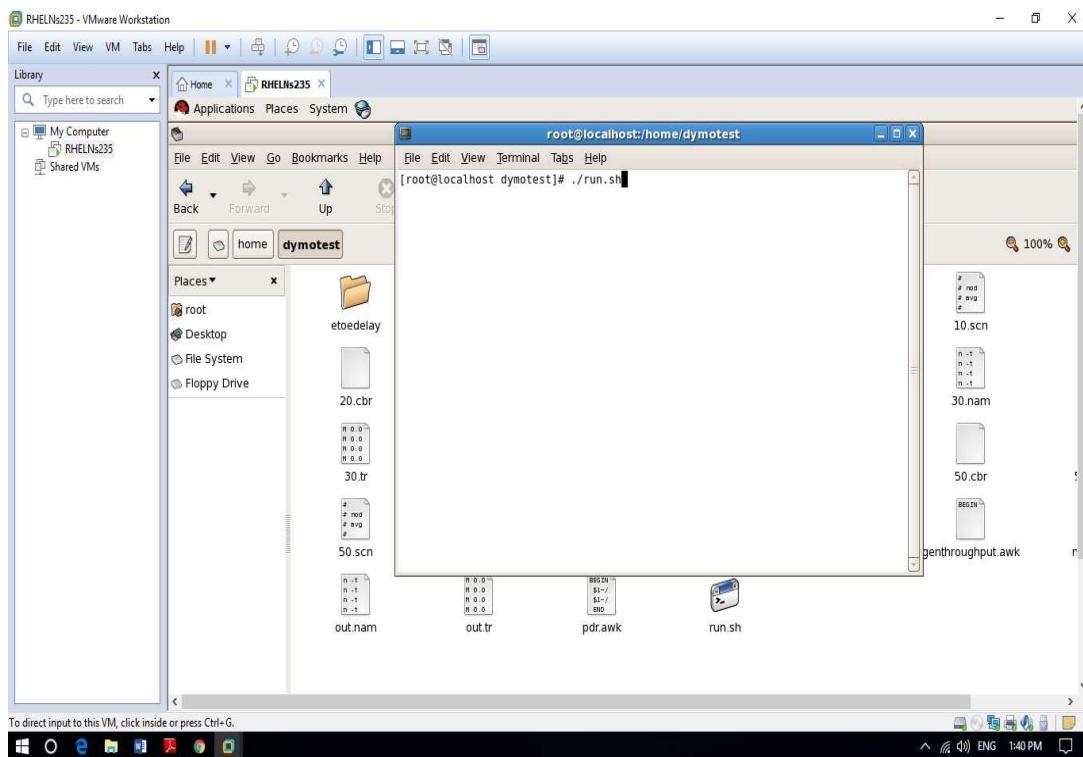 RHELNs235 - VMware Workstation
File Edit View VM Tabs Help
Library
Type here to search
My Computer
RHELNs235
Shared VMs
Home RHELNs235
Applications Places System
File Edit View Go Bookmarks Help
Back Forward Up
home dymotest
100%
Places
root
Desktop
File System
Floppy Drive
root@localhost:/home/dymotest
File Edit View Terminal Tabs Help
[root@localhost dymotest]# ./run.sh
etoedelay
10.scn
20.cbr
30.nam
30.tr
50.cbr
50.scn
genthroughput.awk
out.nam
out.tr
pdr.awk
run.sh
To direct input to this VM, click inside or press Ctrl+G.
ENG 1:40 PM